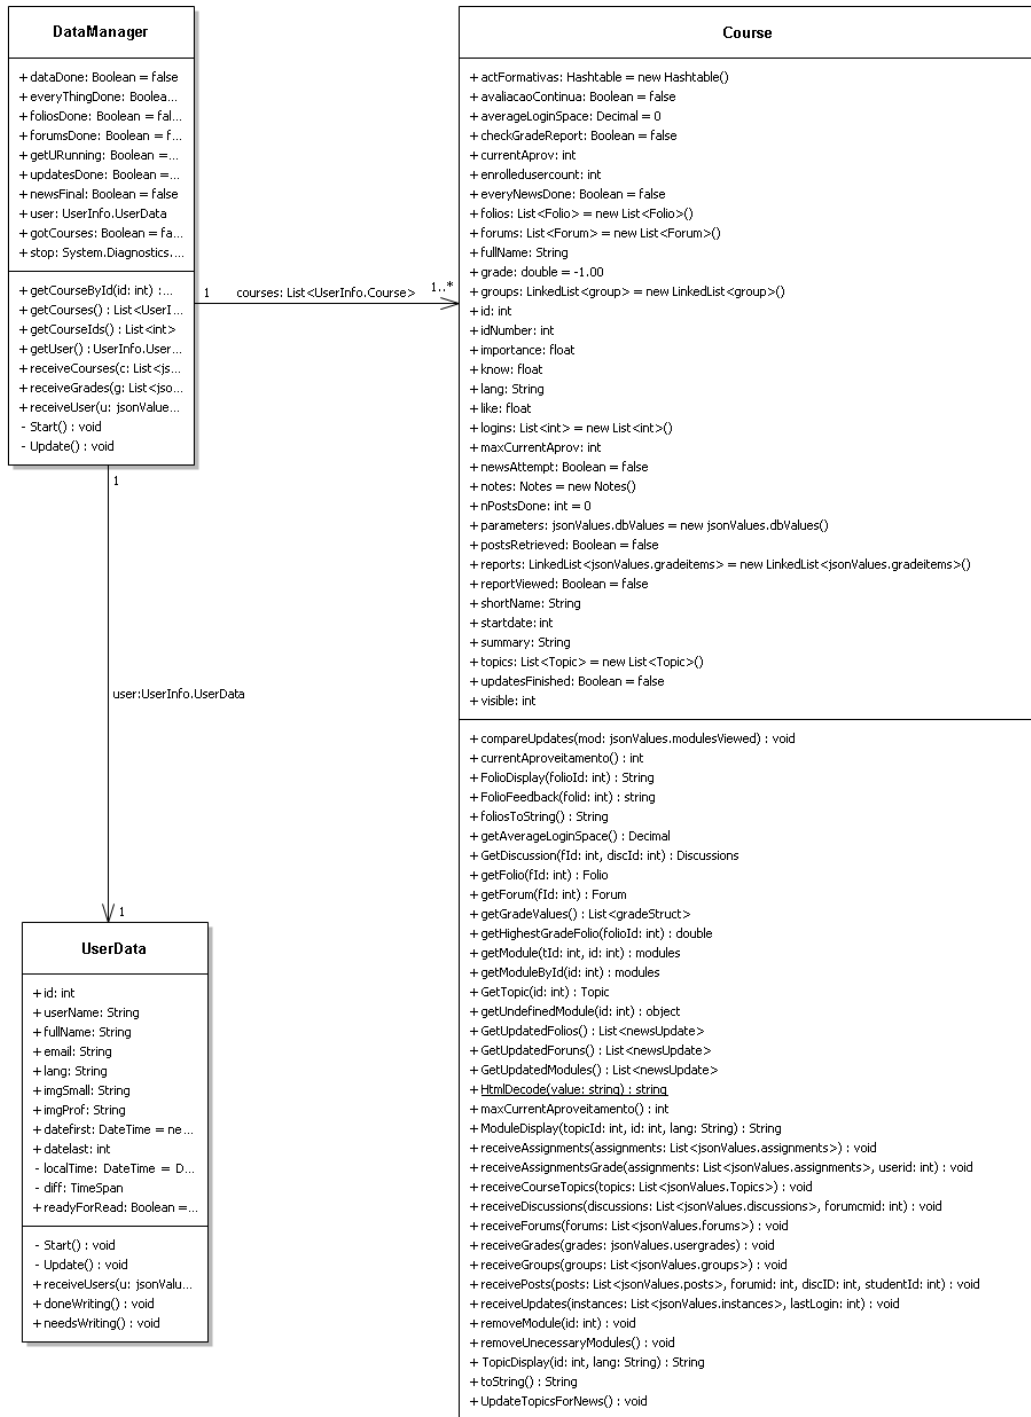 DataManager
+ dataDone: Boolean = false
+ everyThingDone: Boolea...
+ foliosDone: Boolean = fal...
+ forumsDone: Boolean = f...
+ getURunning: Boolean =...
+ updatesDone: Boolean =...
+ newsFinal: Boolean = false
+ user: UserInfo.UserData
+ gotCourses: Boolean = fa...
+ stop: System.Diagnostics....
+ getCourseById(id: int) :...
+ getCourses() : List<UserI...
+ getCourseIds() : List<int>
+ getUser() : UserInfo.User...
+ receiveCourses(c: List<js...
+ receiveGrades(g: List<jso...
+ receiveUser(u: jsonValue...
- Start() : void
- Update() : void
1
courses: List<UserInfo.Course>
1..*
1
user:UserInfo.UserData
1
UserData
+ id: int
+ userName: String
+ fullName: String
+ email: String
+ lang: String
+ imgSmall: String
+ imgProf: String
+ datefirst: DateTime = ne...
+ datelast: int
- localTime: DateTime = D...
- diff: TimeSpan
+ readyForRead: Boolean =...
- Start() : void
- Update() : void
+ receiveUsers(u: jsonValu...
+ doneWriting() : void
+ needsWriting() : void
Course
+ actFormativas: Hashtable = new Hashtable()
+ avaliacaoContinua: Boolean = false
+ averageLoginSpace: Decimal = 0
+ checkGradeReport: Boolean = false
+ currentAprov: int
+ enrolledusercount: int
+ everyNewsDone: Boolean = false
+ folios: List<Folio> = new List<Folio>()
+ forums: List<Forum> = new List<Forum>()
+ fullName: String
+ grade: double = -1.00
+ groups: LinkedList<group> = new LinkedList<group>()
+ id: int
+ idNumber: int
+ importance: float
+ know: float
+ lang: String
+ like: float
+ logins: List<int> = new List<int>()
+ maxCurrentAprov: int
+ newsAttempt: Boolean = false
+ notes: Notes = new Notes()
+ nPostsDone: int = 0
+ parameters: jsonValues.dbValues = new jsonValues.dbValues()
+ postsRetrieved: Boolean = false
+ reports: LinkedList<jsonValues.gradeitems> = new LinkedList<jsonValues.gradeitems>()
+ reportViewed: Boolean = false
+ shortName: String
+ startdate: int
+ summary: String
+ topics: List<Topic> = new List<Topic>()
+ updatesFinished: Boolean = false
+ visible: int
+ compareUpdates(mod: jsonValues.modulesViewed) : void
+ currentAproveitamento() : int
+ FolioDisplay(folioId: int) : String
+ FolioFeedback(folid: int) : string
+ foliosToString() : String
+ getAverageLoginSpace() : Decimal
+ GetDiscussion(fId: int, discId: int) : Discussions
+ getFolio(fId: int) : Folio
+ getForum(fId: int) : Forum
+ getGradeValues() : List<gradeStruct>
+ getHighestGradeFolio(folioId: int) : double
+ getModule(tId: int, id: int) : modules
+ getModuleById(id: int) : modules
+ GetTopic(id: int) : Topic
+ getUndefinedModule(id: int) : object
+ GetUpdatedFolios() : List<newsUpdate>
+ GetUpdatedForuns() : List<newsUpdate>
+ GetUpdatedModules() : List<newsUpdate>
+ HtmlDecode(value: string) : string
+ maxCurrentAproveitamento() : int
+ ModuleDisplay(topicId: int, id: int, lang: String) : String
+ receiveAssignments(assignments: List<jsonValues.assignments>) : void
+ receiveAssignmentsGrade(assignments: List<jsonValues.assignments>, userid: int) : void
+ receiveCourseTopics(topics: List<jsonValues.Topics>) : void
+ receiveDiscussions(discussions: List<jsonValues.discussions>, forumcmid: int) : void
+ receiveForums(forums: List<jsonValues.forums>) : void
+ receiveGrades(grades: jsonValues.usergrades) : void
+ receiveGroups(groups: List<jsonValues.groups>) : void
+ receivePosts(posts: List<jsonValues.posts>, forumid: int, discID: int, studentId: int) : void
+ receiveUpdates(instances: List<jsonValues.instances>, lastLogin: int) : void
+ removeModule(id: int) : void
+ removeUnecessaryModules() : void
+ TopicDisplay(id: int, lang: String) : String
+ toString() : String
+ UpdateTopicsForNews() : void